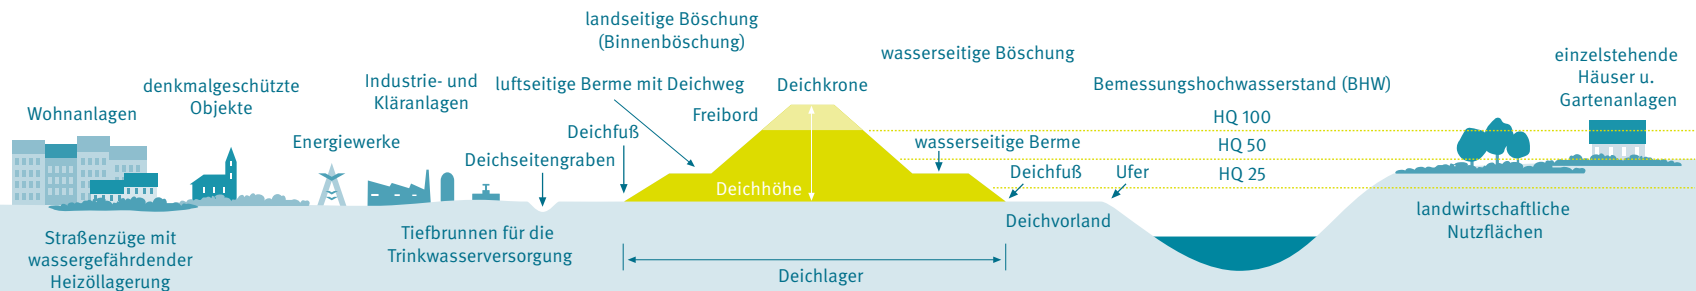 landseitige Böschung
(Binnenböschung)
wasserseitige Böschung
einzelstehende
Häuser u.
Gartenanlagen
denkmalgeschützte
Objekte
Industrie- und
Kläranlagen
luftseitige Berme mit Deichweg
Deichkrone
Bemessungshochwasserstand (BHW)
Wohnanlagen
Freibord
HQ 100
Energiewerke
Deichfuß
wasserseitige Berme
HQ 50
Deichseitengraben
Deichhöhe
Deichfuß
Ufer
HQ 25
Deichvorland
landwirtschaftliche
Nutzflächen
Straßenzüge mit
wassergefährdender
Heizöllagerung
Tiefbrunnen für die
Trinkwasserversorgung
Deichlager